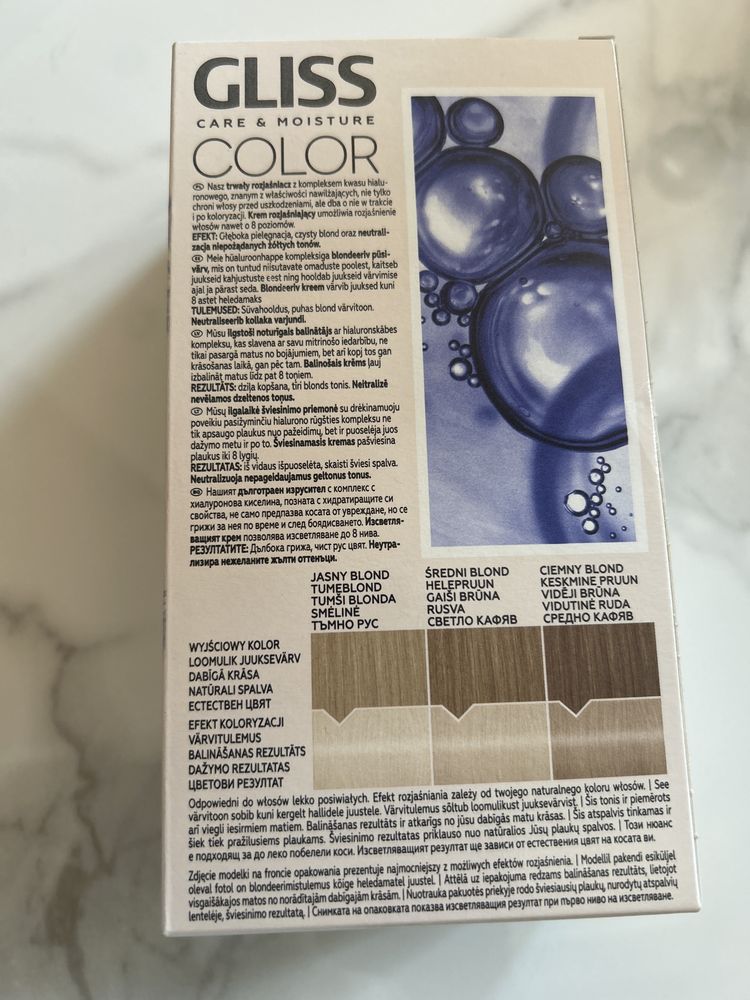 GLISS
CARE & MOISTURE
COLOR
PL Nasz trwały rozjaśniacz z kompleksem kwasu hialu-
ronowego, znanym z właściwości nawilżających, nie tylko
chroni włosy przed uszkodzeniami, ale dba o nie w trakcie
i po koloryzacji. Krem rozjaśniający umożliwia rozjaśnienie
włosów nawet o 8 poziomów.
EFEKT: Głęboka pielęgnacja, czysty blond oraz neutrali-
zacja niepożądanych żółtych tonów.
Meie hüaluroonhappe kompleksiga blondeeriv püsi-
värv, mis on tuntud niisutavate omaduste poolest, kaitseb
juukseid kahjustuste eest ning hooldab juukseid värvimise
ajal ja pärast seda. Blondeeriv kreem värvib juuksed kuni
8 astet heledamaks
TULEMUSED: Süvahooldus, puhas blond värvitoon.
Neutraliseerib kollaka varjundi.
Mūsu ilgstoši noturīgais balinātājs ar hialuronskābes
kompleksu, kas slavena ar savu mitrinošo iedarbību, ne
tikai pasargā matus no bojājumiem, bet arī kopj tos gan
krāsošanas laikā, gan pēc tam. Balinošais krēms ļauj
izbalināt matus līdz pat 8 toņiem.
REZULTĀTS: dziļa kopšana, tīri blonds tonis. Neitralizē
nevēlamos dzelteinos toņus.
Mūsų ilgalaikė šviesinimo priemonė su drėkinamuoju
poveikiu pasižyminčiu hialurono rūgšties kompleksu ne
tik apsaugo plaukus nuo pažeidimų, bet ir puoselėja juos
dažymo metu ir po to. Šviesinamasis kremas pašviesina
plaukus iki 8 lygių.
REZULTATAS: iš vidaus išpuoselėta, skaisti šviesi spalva.
Neutralizuoja nepageidaujamus geltonus tonus.
Нашият дълготраен изрусител с комплекс с
хиалуронова киселина, позната с хидратиращите си
свойства, не само предпазва косата от увреждане, но се
грижи за нея по време и след боядисването. Изсветля-
ващият крем позволява изсветляване до 8 нива.
РЕЗУЛТАТИТЕ: Дълбока грижа, чист рус цвят. Неутра-
лизира нежеланите жълти оттенъци.
JASNY BLOND
TUMEBLOND
TUMŠI BLONDA
SMĖLINĖ
ТЪМНО РУС
ŚREDNI BLOND
HELEPRUUN
GAIŠI BRŪNA
RUSVA
СВЕТЛО КАФЯВ
CIEMNY BLOND
KESKMINE PRUUN
VIDĒJI BRŪNA
VIDUTINĖ RUDA
СРЕДНО КАФЯВ
WYJŚCIOWY KOLOR
LOOMULIK JUUKSEVÄRV
DABĪGĀ KRĀSA
NATŪRALI SPALVA
ЕСТЕСТВЕН ЦВЯТ
EFEKT KOLORYZACJI
VÄRVITULEMUS
BALINĀŠANAS REZULTĀTS
DAŽYMO REZULTATAS
ЦВЕТОВИ РЕЗУЛТАТ
Odpowiedni do włosów lekko posiwiałych. Efekt rozjaśniania zależy od twojego naturalnego koloru włosów. | See
värvitoon sobib kuni kergelt hallidele juustele. Värvitulemus sõltub loomulikust juuksevärvist. | Šis tonis ir piemērots
arī viegli iesirmiem matiem. Balināšanas rezultāts ir atkarīgs no jūsu dabīgās matu krāsas. | Šis atspalvis tinkamas ir
šiek tiek pražilusiems plaukams. Šviesinimo rezultatas priklauso nuo natūralios Jūsų plaukų spalvos. | Този нюанс
е подходящ за до леко побелели коси. Изсветляващият резултат ще зависи от естествения цвят на косата ви.
Zdjęcie modelki na froncie opakowania prezentuje najmocniejszy z możliwych efektów rozjaśnienia. | Modellil pakendi esiküljel
oleval fotol on blondeerimistulemus kõige heledamatel juustel. | Attēlā uz iepakojuma redzams balināšanas rezultāts, lietojot
visgaišākajos matos no norādītajām dabīgajām krāsām. | Nuotrauka pakuotės priekyje rodo šviesiausių plaukų, nurodytų atspalvių
lentelėje, šviesinimo rezultatą. | Снимката на опаковката показва изсветляващия резултат при първо ниво на изсветляване.